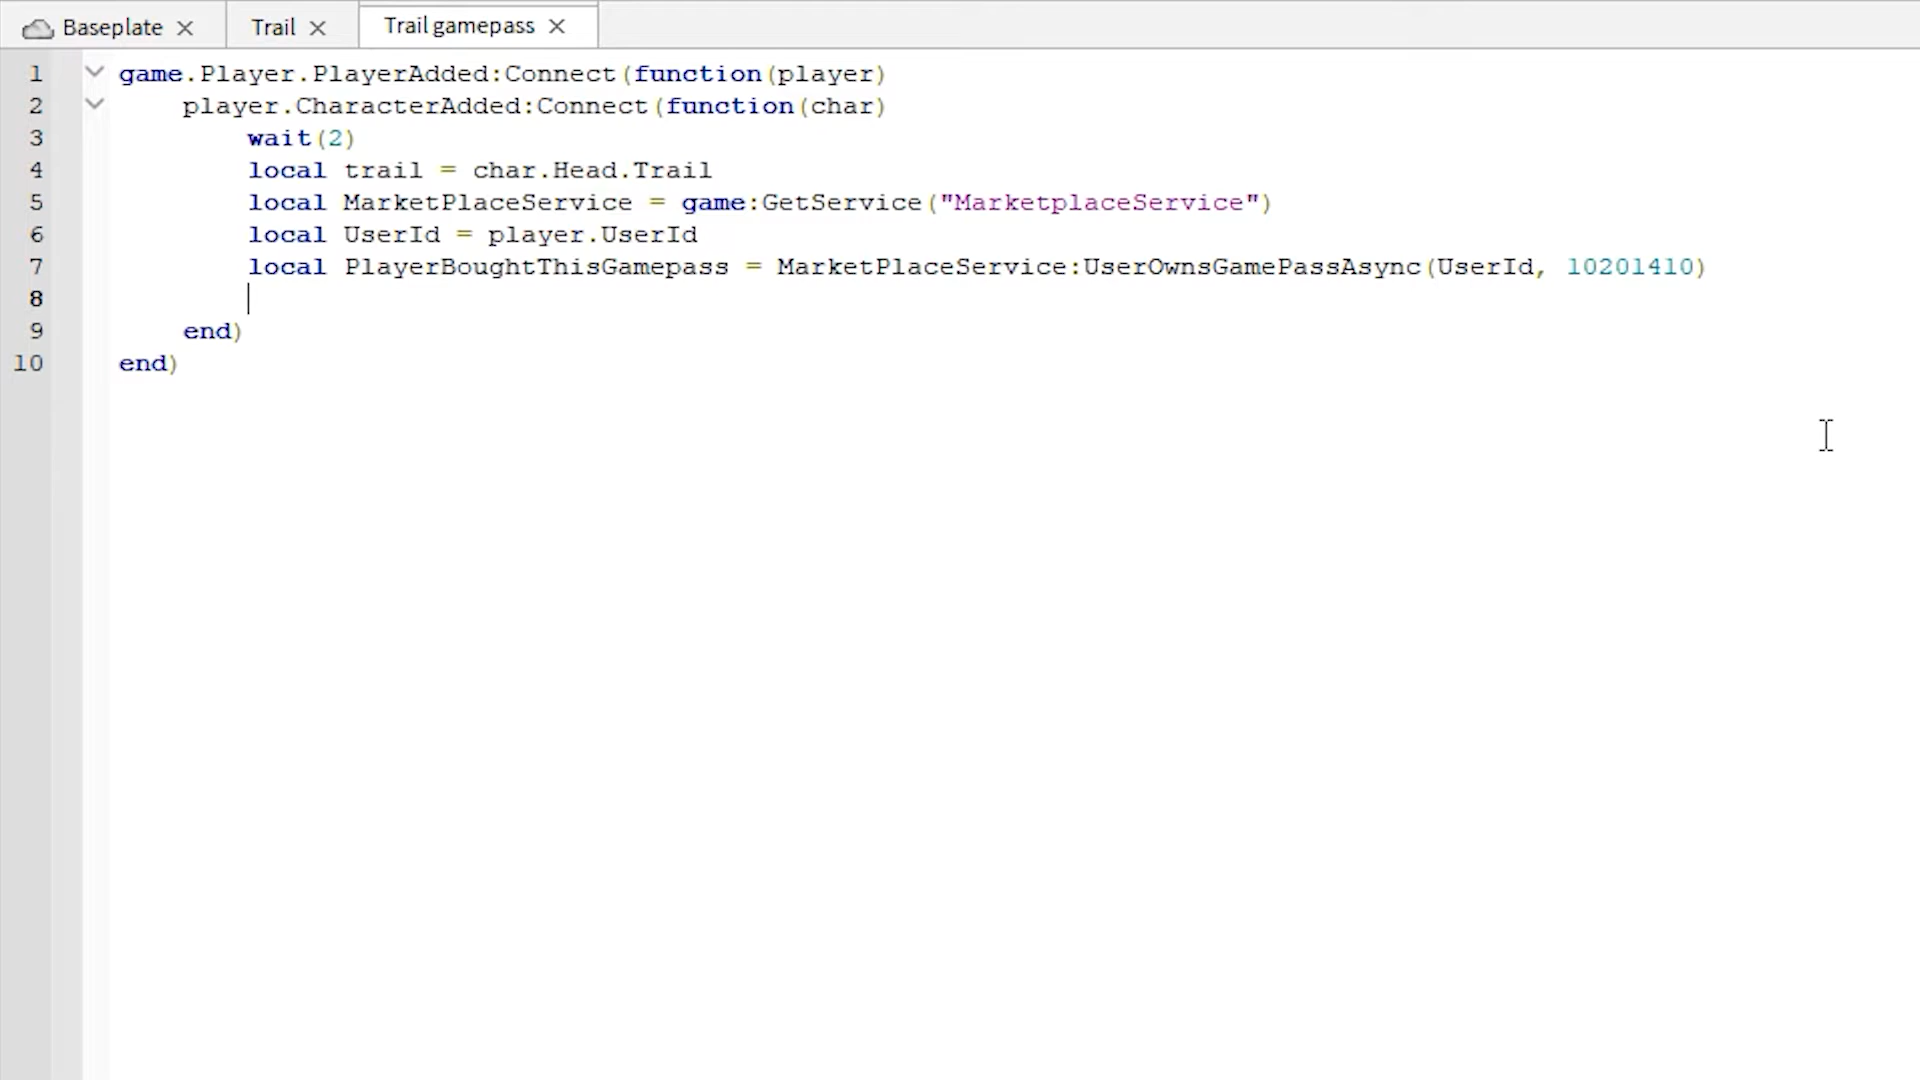 Baseplate
Trail
Trail gamepass
1 game.Player.PlayerAdded:Connect(function(player)
2 player.CharacterAdded:Connect(function(char)
3 wait(2)
4 local trail = char.Head.Trail
5 local MarketPlaceService = game:GetService("MarketplaceService")
6 local UserId = player.UserId
7 local PlayerBoughtThisGamepass = MarketPlaceService:UserOwnsGamePassAsync(UserId, 10201410)
8
9 end)
10 end)